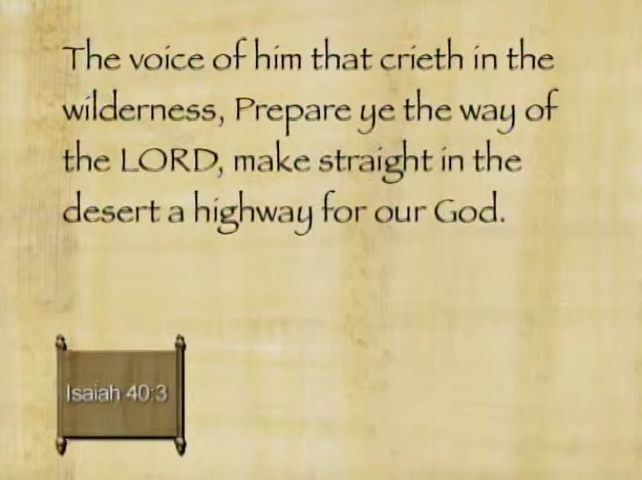 The voice of him that crieth in the
wilderness, Prepare ye the way of
the LORD, make straight in the
desert a highway for our God.
Isaiah 40:3